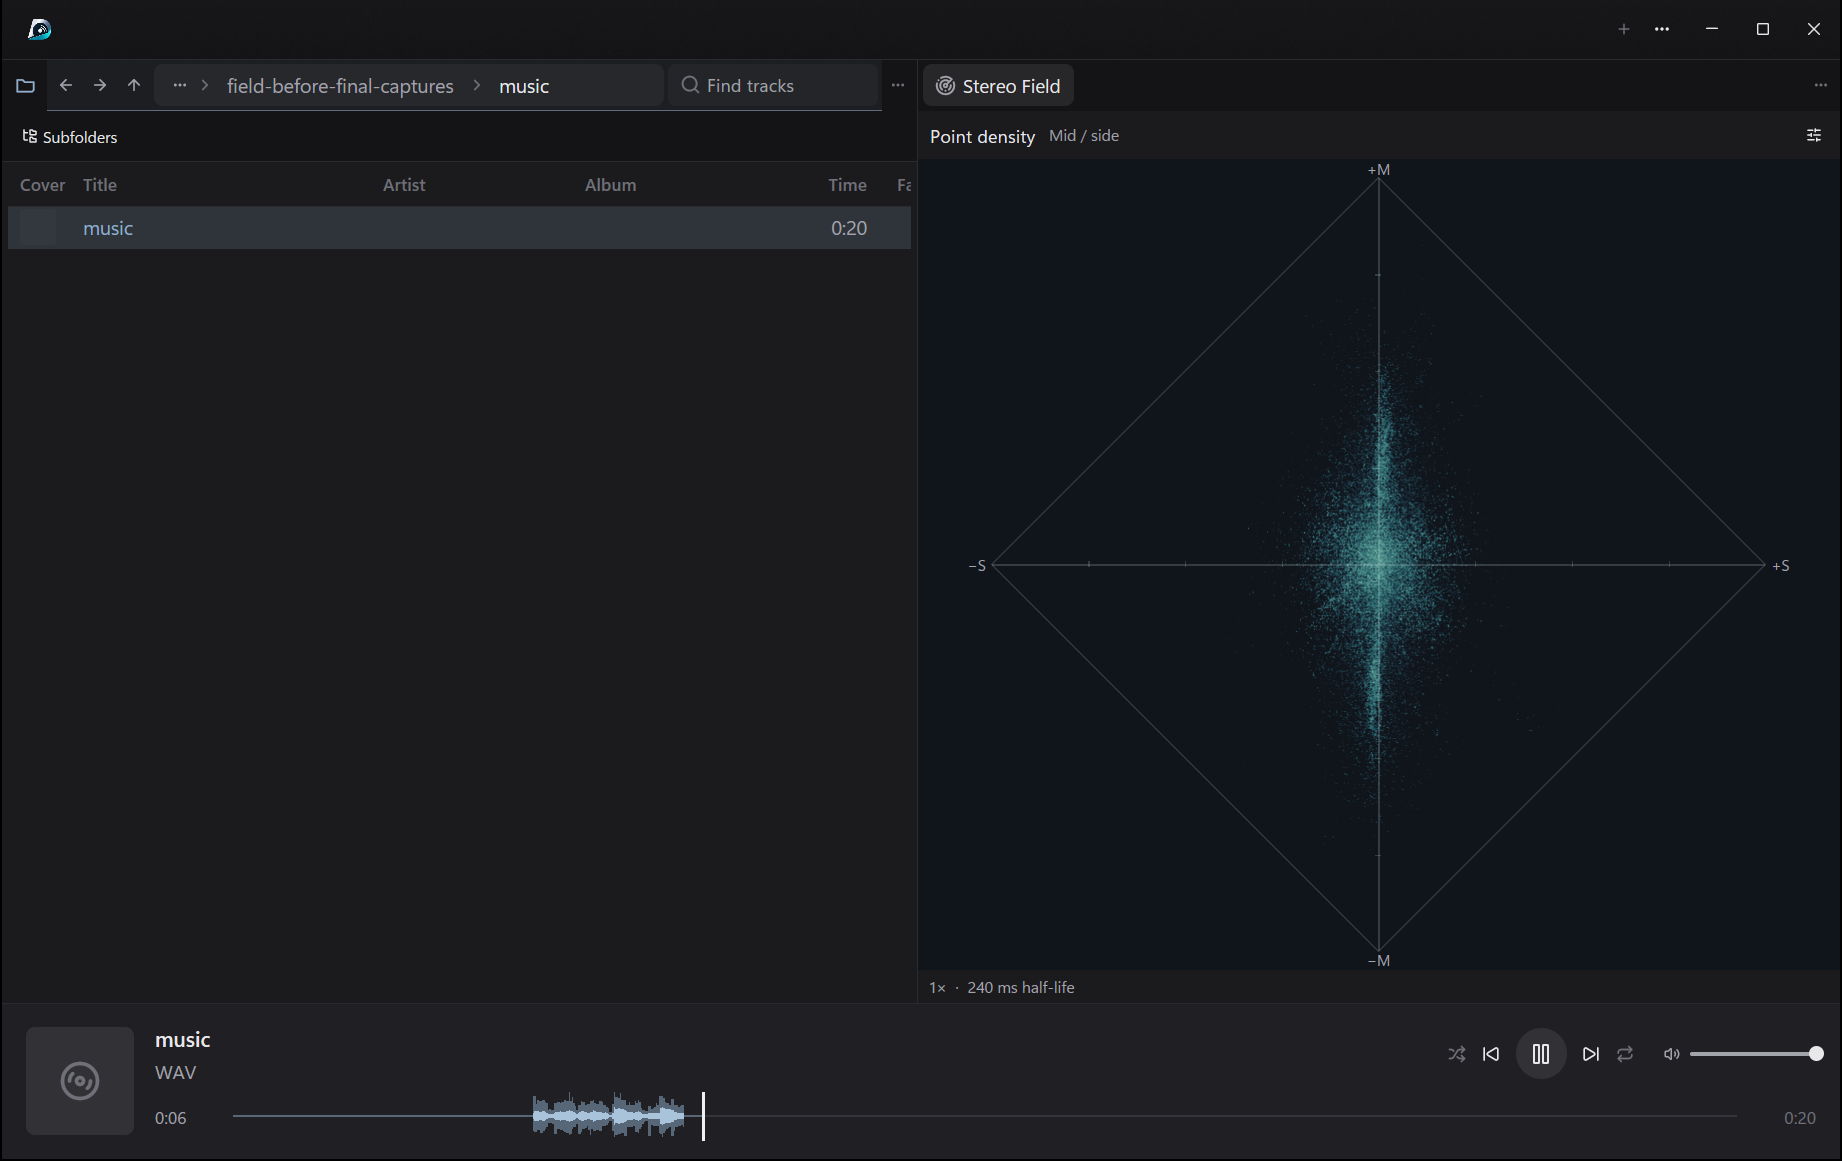 field-before-final-captures music
Find tracks
Stereo Field
Subfolders
Point density Mid / side
Cover Title Artist Album Time Fa
music 0:20
+M
−S
+S
−M
1× · 240 ms half-life
music
WAV
0:06
0:20